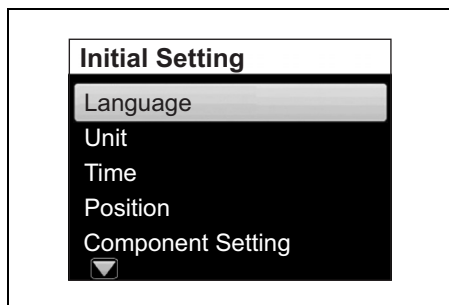 Initial Setting
Language
Unit
Time
Position
Component Setting